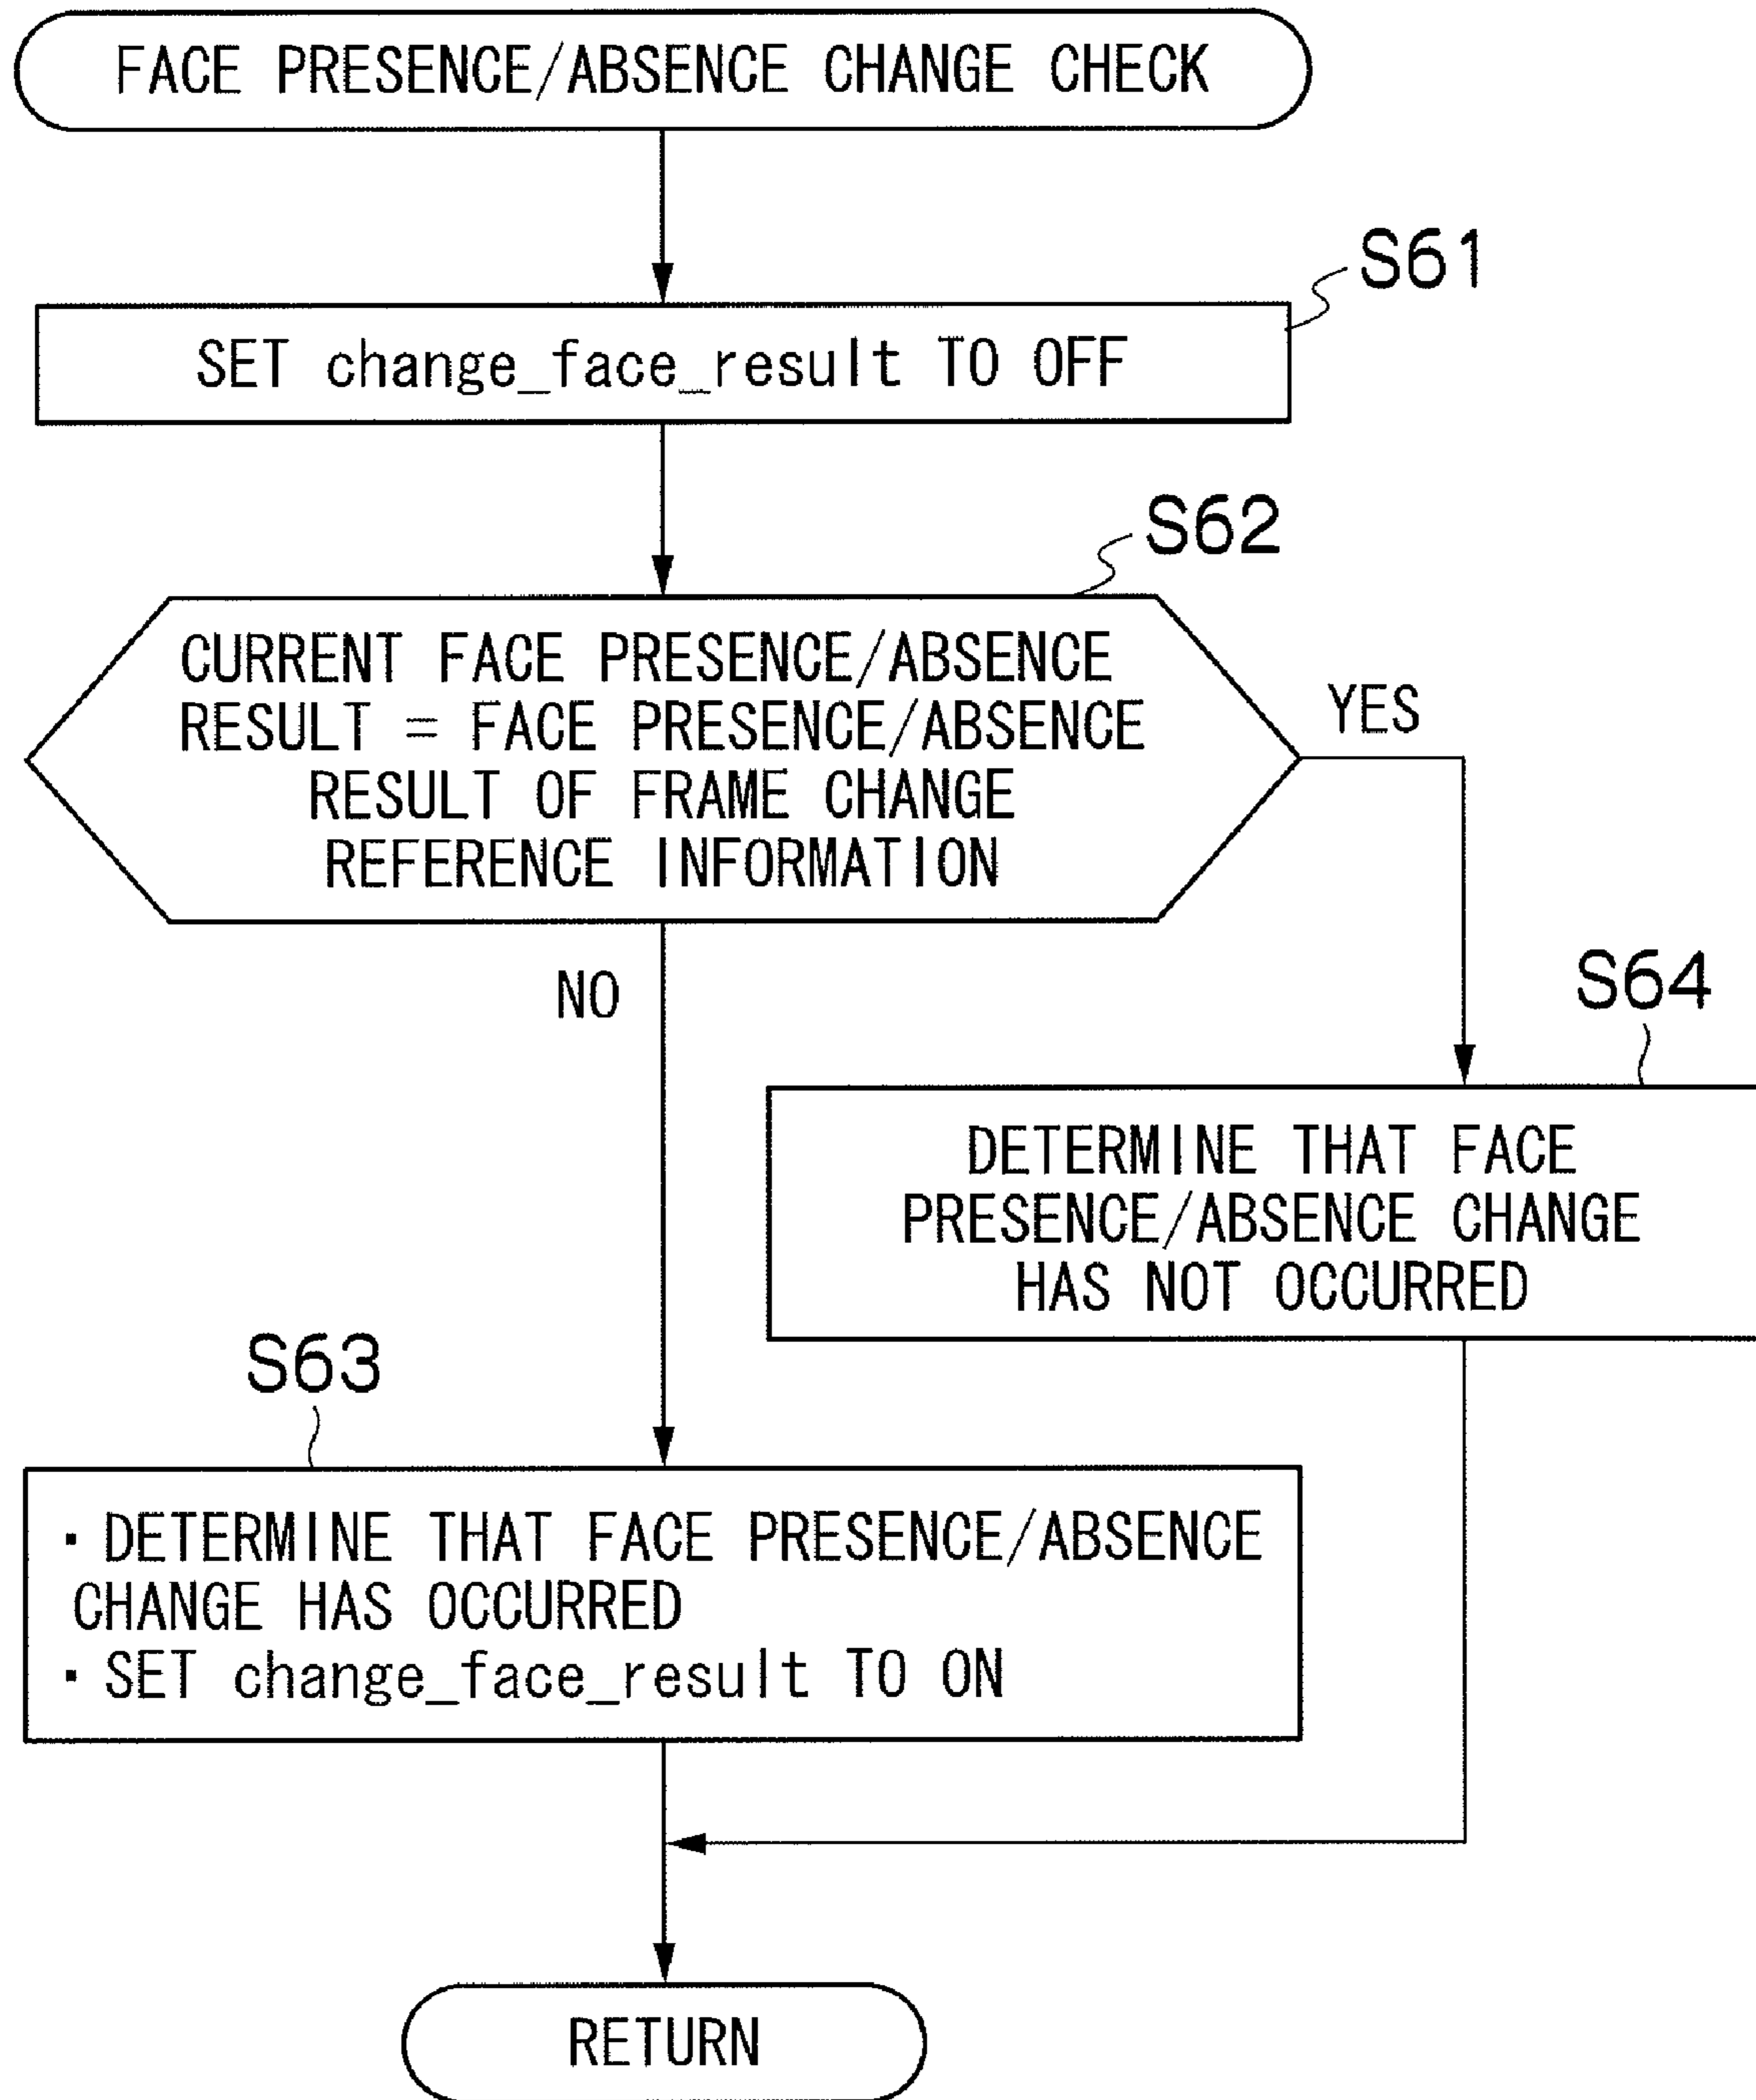 FACE PRESENCE/ABSENCE CHANGE CHECK
S61
SET change_face_result TO OFF
S62
CURRENT FACE PRESENCE/ABSENCE
RESULT = FACE PRESENCE/ABSENCE
RESULT OF FRAME CHANGE
REFERENCE INFORMATION
YES
NO
S64
DETERMINE THAT FACE
PRESENCE/ABSENCE CHANGE
HAS NOT OCCURRED
S63
・DETERMINE THAT FACE PRESENCE/ABSENCE
CHANGE HAS OCCURRED
・SET change_face_result TO ON
RETURN